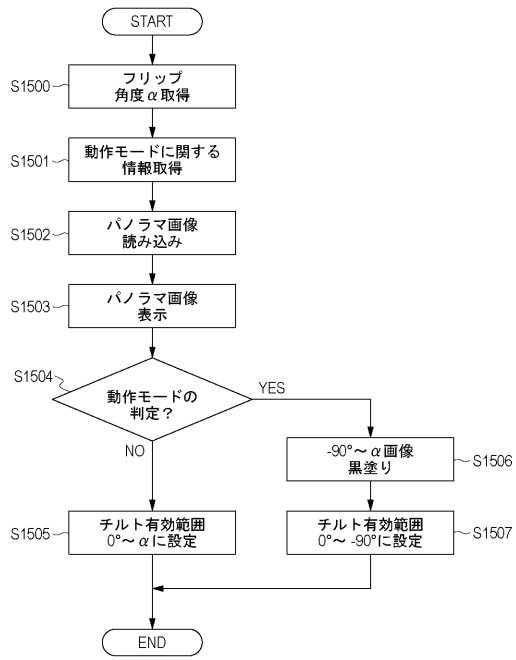 START
S1500
フリップ
角度α取得
S1501
動作モードに関する
情報取得
S1502
パノラマ画像
読み込み
S1503
パノラマ画像
表示
S1504
動作モードの
判定？
YES
NO
S1506
-90°～α画像
黒塗り
S1505
チルト有効範囲
0°～αに設定
S1507
チルト有効範囲
0°～-90°に設定
END